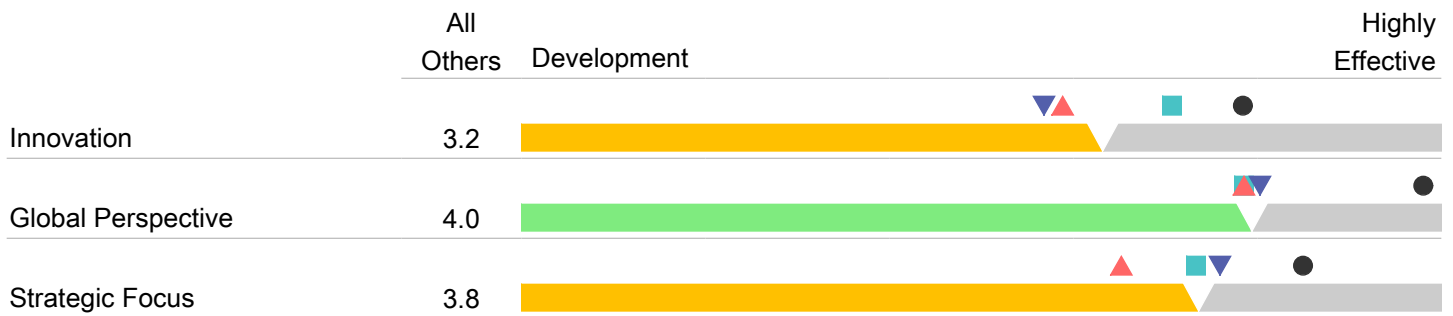 All
Others
Development
Highly
Effective
Innovation 3.2
Global Perspective 4.0
Strategic Focus 3.8